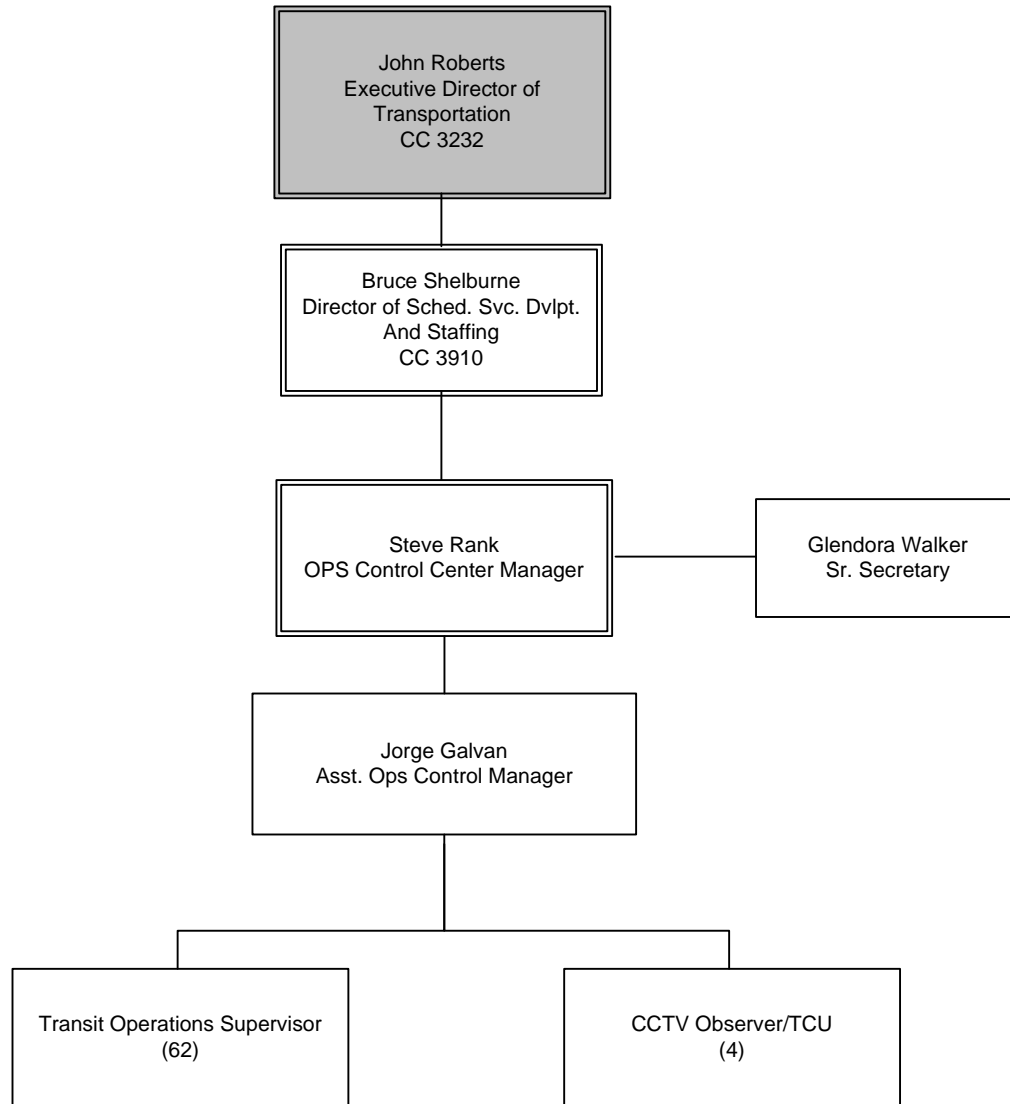 John Roberts
Executive Director of
Transportation
CC 3232
Bruce Shelburne
Director of Sched. Svc. Dvlpt.
And Staffing
CC 3910
Steve Rank
OPS Control Center Manager
Glendora Walker
Sr. Secretary
Jorge Galvan
Asst. Ops Control Manager
Transit Operations Supervisor
(62)
CCTV Observer/TCU
(4)